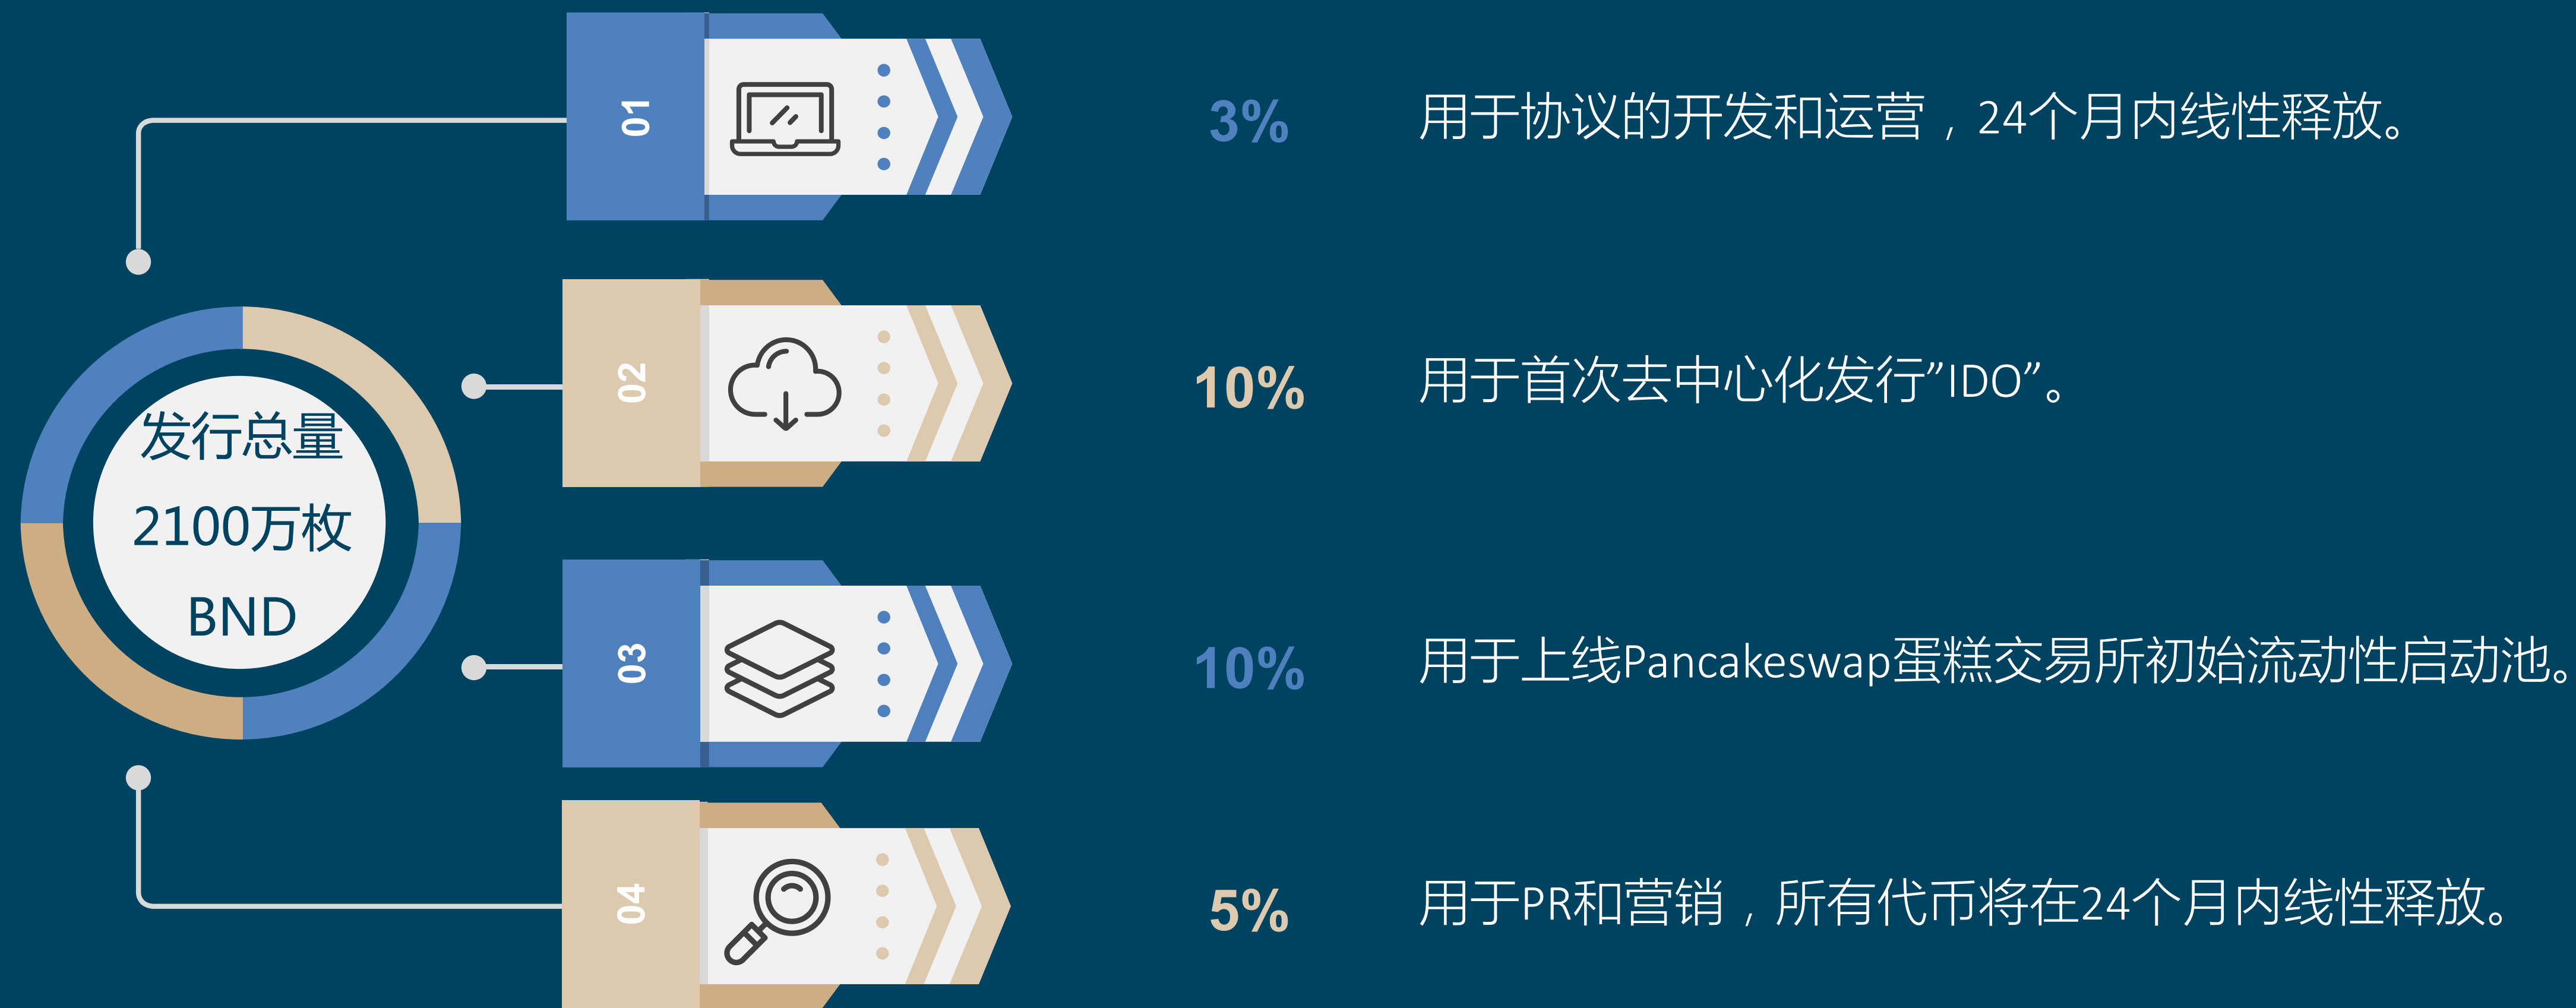 01
3%
用于协议的开发和运营，24个月内线性释放。
02
10%
用于首次去中心化发行”IDO”。
发行总量
2100万枚
BND
03
10%
用于上线Pancakeswap蛋糕交易所初始流动性启动池。
04
5%
用于PR和营销，所有代币将在24个月内线性释放。